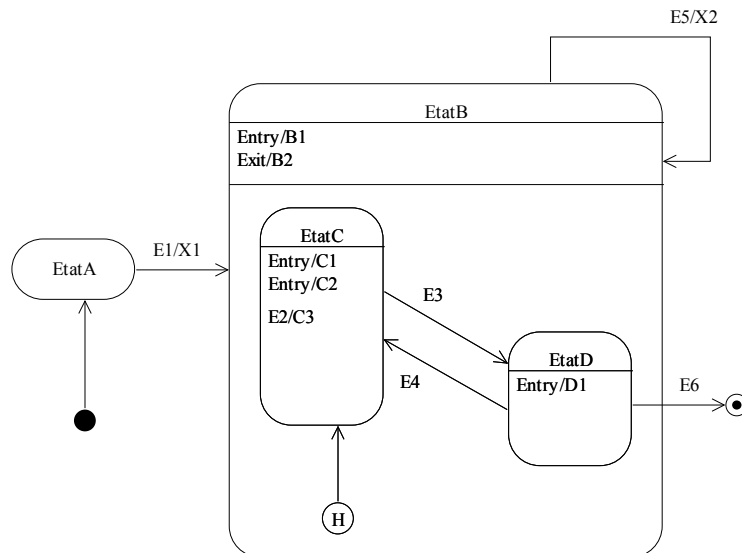 E5/X2
EtatB
Entry/B1
Exit/B2
EtatA
E1/X1
EtatC
Entry/C1
Entry/C2
E2/C3
E3
E4
EtatD
Entry/D1
E6
H